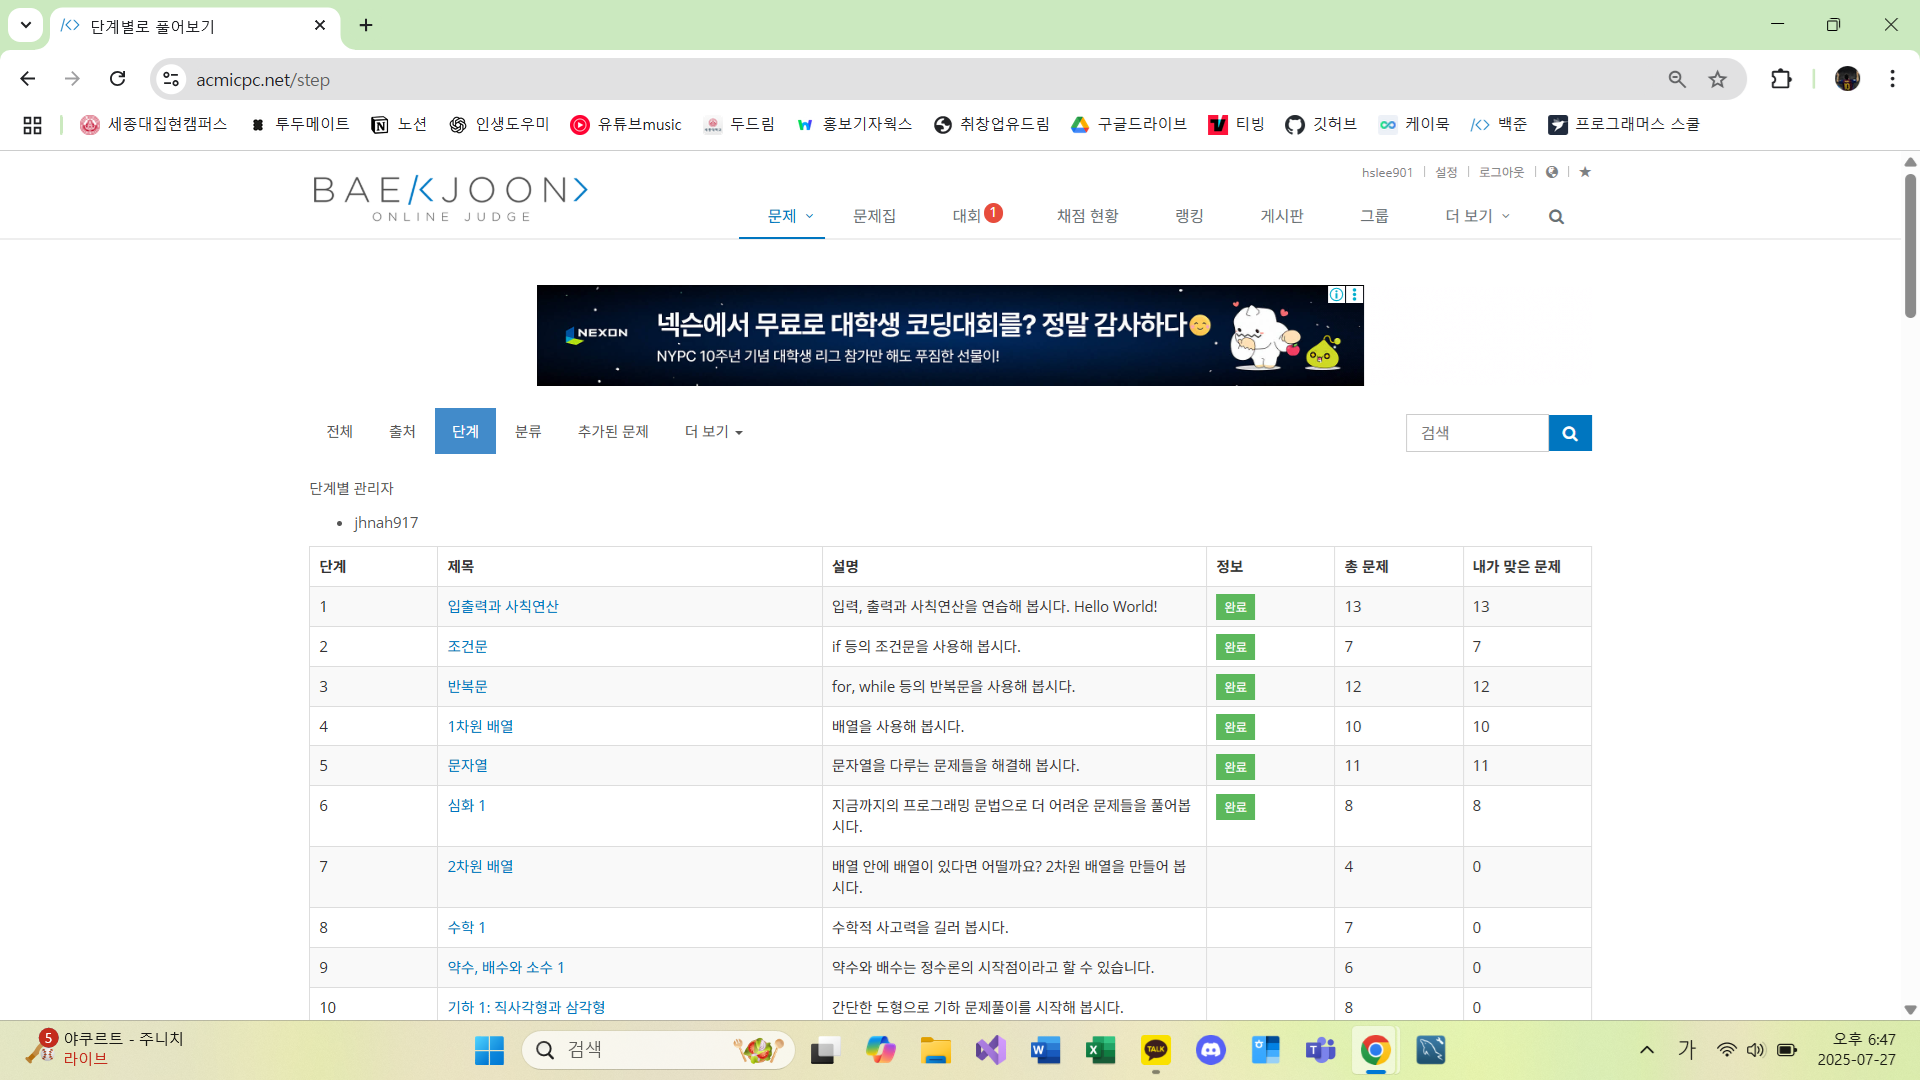 단계별로 풀어보기
acmicpc.net/step
세종대집현캠퍼스 투두메이트 노션 인생도우미 유튜브music 두드림 홍보기자웍스 취창업유드림 구글드라이브 티빙 깃허브 케이묵 백준 프로그래머스 스쿨
hslee901 설정 로그아웃
BAE/<JOON>
ONLINE JUDGE
문제 문제집 대회 1 채점 현황 랭킹 게시판 그룹 더 보기
NEXON
넥슨에서 무료로 대학생 코딩대회를? 정말 감사하다😊
NYPC 10주년 기념 대학생 리그 참가만 해도 푸짐한 선물이!
전체 출처 단계 분류 추가된 문제 더 보기 검색
단계별 관리자
• jhnah917
단계 제목 설명 정보 총 문제 내가 맞은 문제
1 입출력과 사칙연산 입력, 출력과 사칙연산을 연습해 봅시다. Hello World! 완료 13 13
2 조건문 if 등의 조건문을 사용해 봅시다. 완료 7 7
3 반복문 for, while 등의 반복문을 사용해 봅시다. 완료 12 12
4 1차원 배열 배열을 사용해 봅시다. 완료 10 10
5 문자열 문자열을 다루는 문제들을 해결해 봅시다. 완료 11 11
6 심화 1 지금까지의 프로그래밍 문법으로 더 어려운 문제들을 풀어봅 완료 8 8
시다.
7 2차원 배열 배열 안에 배열이 있다면 어떨까요? 2차원 배열을 만들어 봅 4 0
시다.
8 수학 1 수학적 사고력을 길러 봅시다. 7 0
9 약수, 배수와 소수 1 약수와 배수는 정수론의 시작점이라고 할 수 있습니다. 6 0
10 기하 1: 직사각형과 삼각형 간단한 도형으로 기하 문제풀이를 시작해 봅시다. 8 0
5 야쿠르트 - 주니치
라이브
검색
TALK
가
오후 6:47
2025-07-27